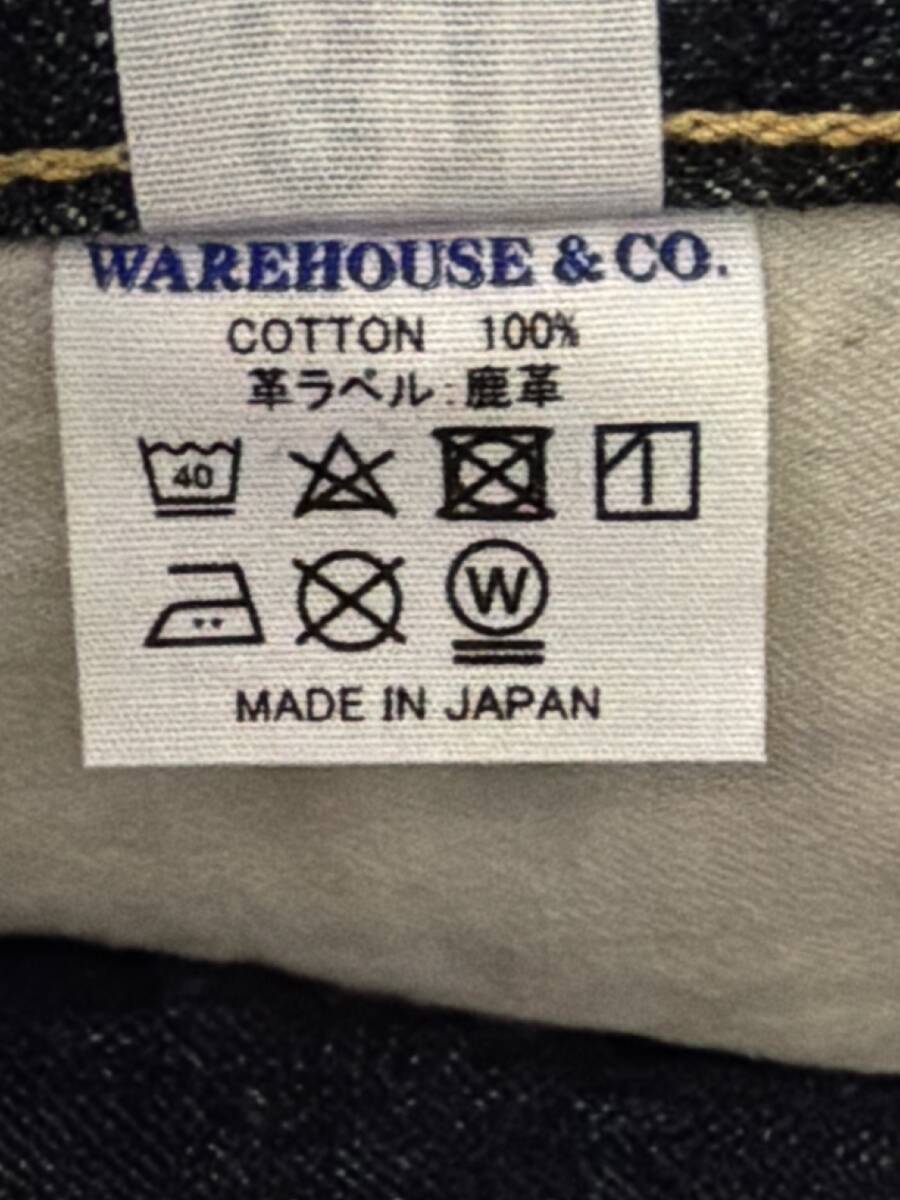 WAREHOUSE & CO.
COTTON 100%
革ラベル:鹿革
40
W
MADE IN JAPAN